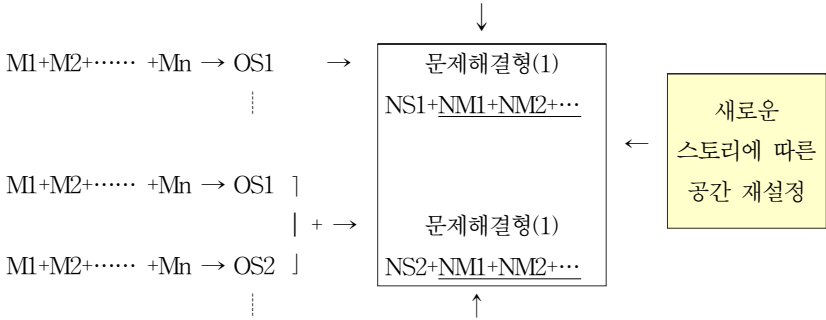 ↓
M1+M2+…… +Mn → OS1 → 문제해결형(1)
NS1+NM1+NM2+…
새로운
스토리에 따른
공간 재설정
←
M1+M2+…… +Mn → OS1 ㄱ
| + → 문제해결형(1)
M1+M2+…… +Mn → OS2 ㅢ
NS2+NM1+NM2+…
↑